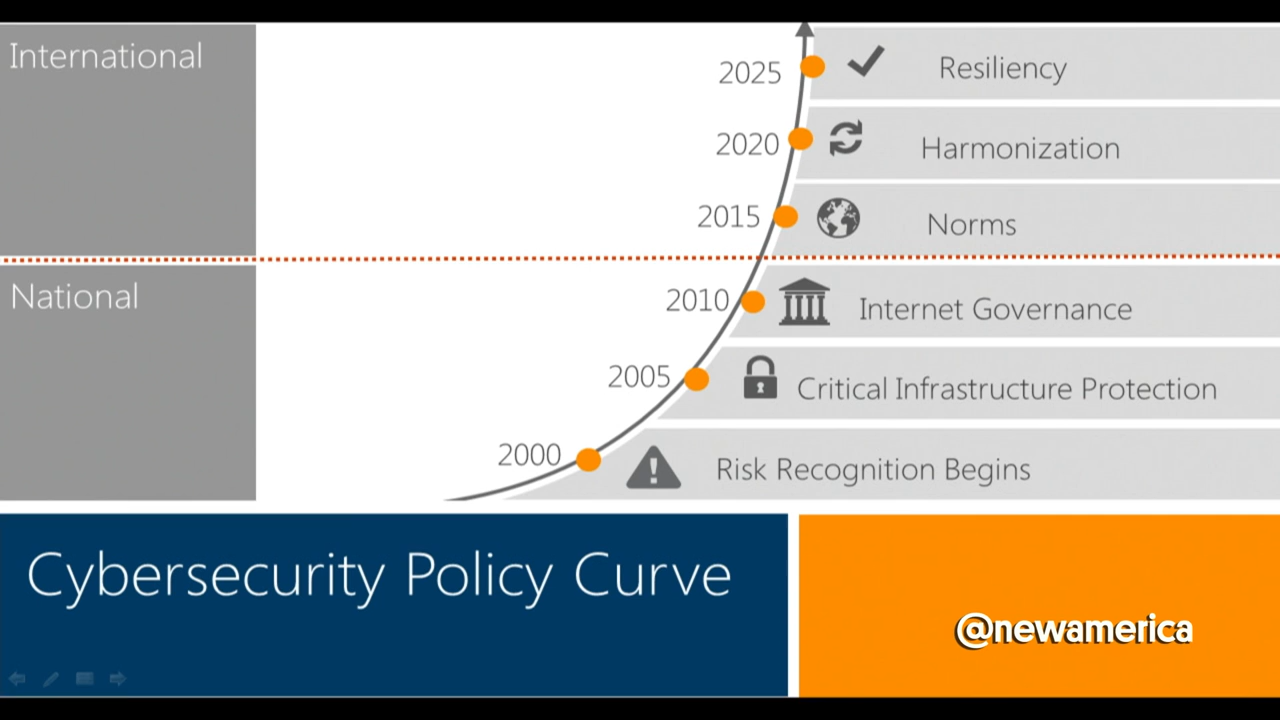 International
2025
Resiliency
2020
Harmonization
2015
Norms
National
2010
Internet Governance
2005
Critical Infrastructure Protection
2000
Risk Recognition Begins
Cybersecurity Policy Curve
@newamerica